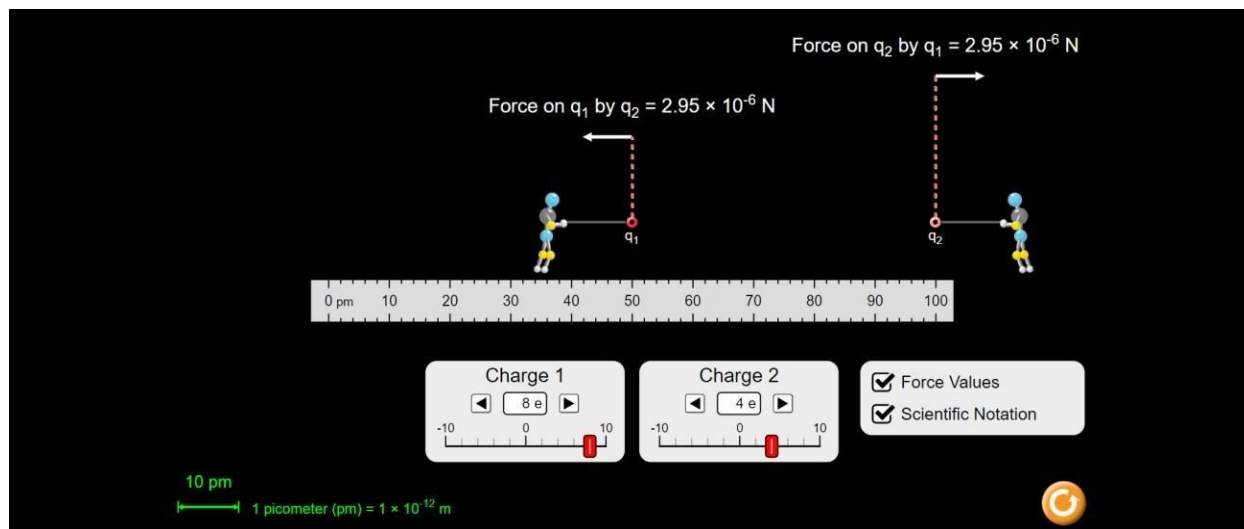 Force on q₂ by q₁ = 2.95 × 10⁻⁶ N
Force on q₁ by q₂ = 2.95 × 10⁻⁶ N
q₁
q₂
0 pm 10 20 30 40 50 60 70 80 90 100
Charge 1
8 e
-10 0 10
Charge 2
4 e
-10 0 10
Force Values
Scientific Notation
10 pm
1 picometer (pm) = 1 × 10⁻¹² m